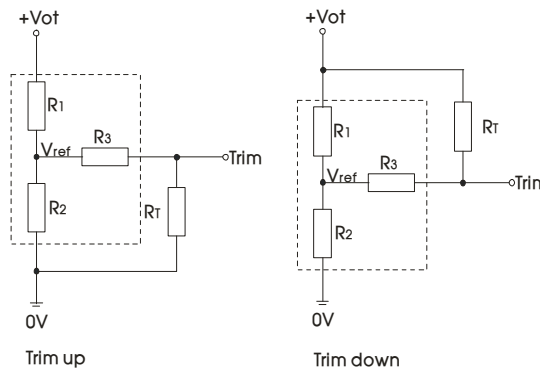 +Vot
R1
R3
Vref
Trim
R2
RT
0V
Trim up
+Vot
R1
RT
R3
Vref
Trim
R2
0V
Trim down